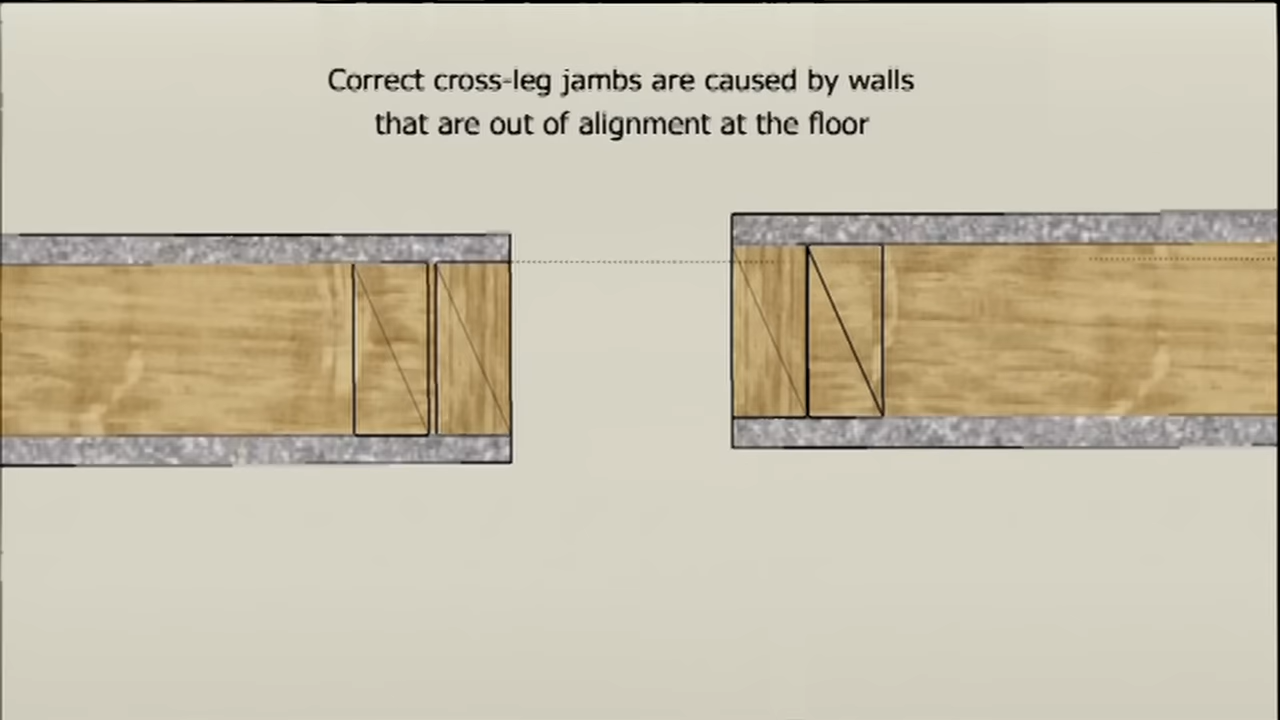 Correct cross-leg jambs are caused by walls
that are out of alignment at the floor